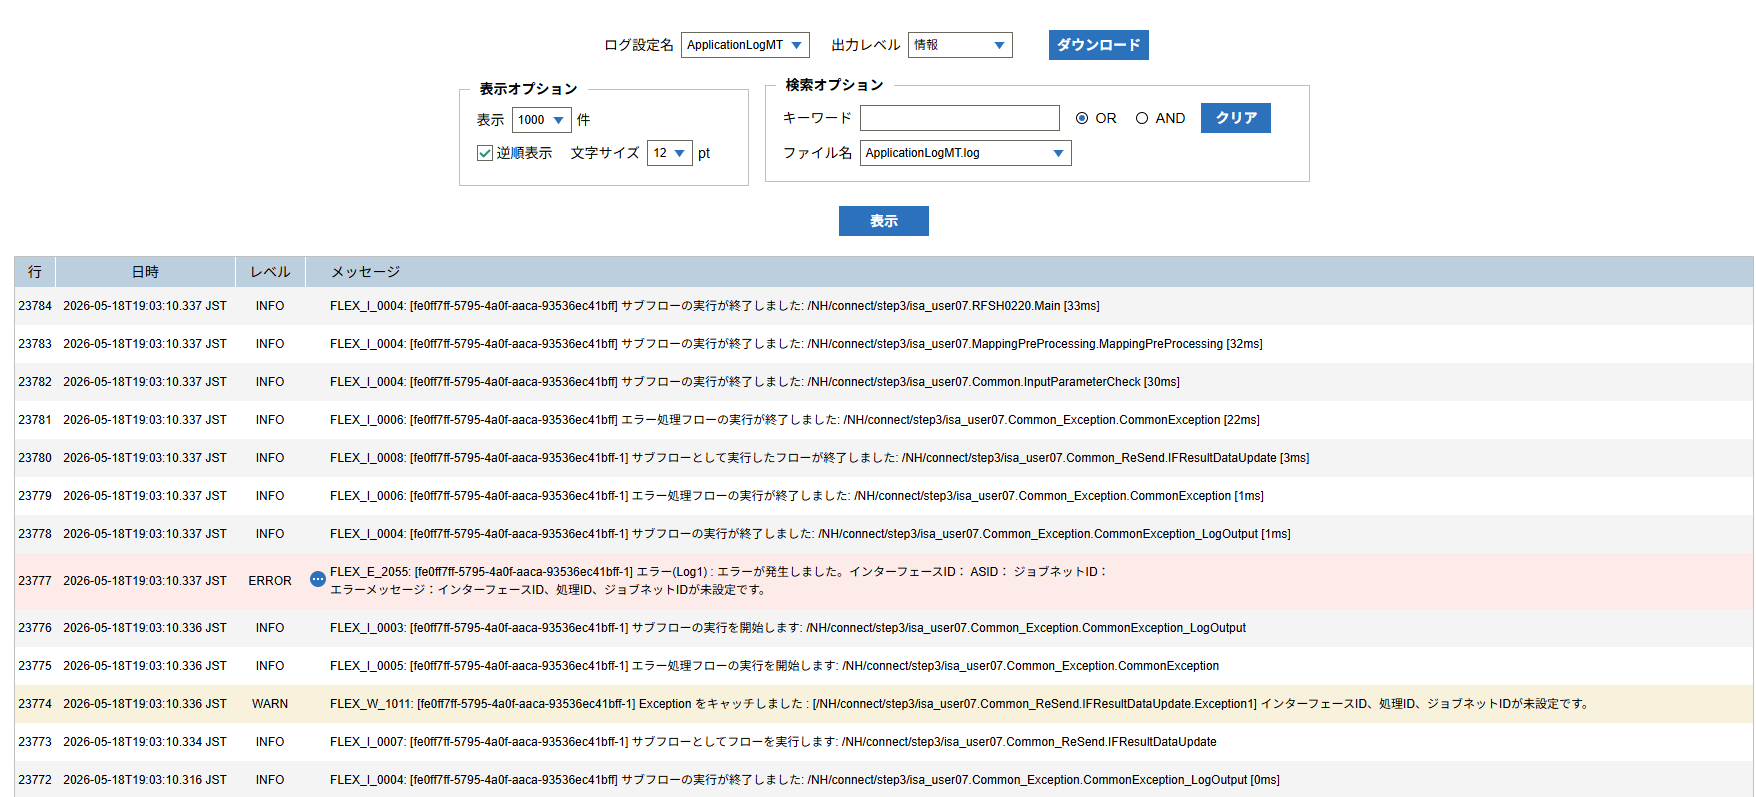 ログ設定名 ApplicationLogMT 出力レベル 情報 ダウンロード
表示オプション
表示 1000 件
逆順表示 文字サイズ 12 pt
検索オプション
キーワード OR AND クリア
ファイル名 ApplicationLogMT.log
表示
行 日時 レベル メッセージ
23784 2026-05-18T19:03:10.337 JST INFO FLEX_I_0004: [fe0ff7ff-5795-4a0f-aaca-93536ec41bff] サブフローの実行が終了しました: /NH/connect/step3/isa_user07.RFSH0220.Main [33ms]
23783 2026-05-18T19:03:10.337 JST INFO FLEX_I_0004: [fe0ff7ff-5795-4a0f-aaca-93536ec41bff] サブフローの実行が終了しました: /NH/connect/step3/isa_user07.MappingPreProcessing.MappingPreProcessing [32ms]
23782 2026-05-18T19:03:10.337 JST INFO FLEX_I_0004: [fe0ff7ff-5795-4a0f-aaca-93536ec41bff] サブフローの実行が終了しました: /NH/connect/step3/isa_user07.Common.InputParameterCheck [30ms]
23781 2026-05-18T19:03:10.337 JST INFO FLEX_I_0006: [fe0ff7ff-5795-4a0f-aaca-93536ec41bff] エラー処理フローの実行が終了しました: /NH/connect/step3/isa_user07.Common_Exception.CommonException [22ms]
23780 2026-05-18T19:03:10.337 JST INFO FLEX_I_0008: [fe0ff7ff-5795-4a0f-aaca-93536ec41bff-1] サブフローとして実行したフローが終了しました: /NH/connect/step3/isa_user07.Common_ReSend.IFResultDataUpdate [3ms]
23779 2026-05-18T19:03:10.337 JST INFO FLEX_I_0006: [fe0ff7ff-5795-4a0f-aaca-93536ec41bff-1] エラー処理フローの実行が終了しました: /NH/connect/step3/isa_user07.Common_Exception.CommonException [1ms]
23778 2026-05-18T19:03:10.337 JST INFO FLEX_I_0004: [fe0ff7ff-5795-4a0f-aaca-93536ec41bff-1] サブフローの実行が終了しました: /NH/connect/step3/isa_user07.Common_Exception.CommonException_LogOutput [1ms]
23777 2026-05-18T19:03:10.337 JST ERROR FLEX_E_2055: [fe0ff7ff-5795-4a0f-aaca-93536ec41bff-1] エラー(Log1) : エラーが発生しました。インターフェースID： ASID： ジョブネットID：
エラーメッセージ：インターフェースID、処理ID、ジョブネットIDが未設定です。
23776 2026-05-18T19:03:10.336 JST INFO FLEX_I_0003: [fe0ff7ff-5795-4a0f-aaca-93536ec41bff-1] サブフローの実行を開始します: /NH/connect/step3/isa_user07.Common_Exception.CommonException_LogOutput
23775 2026-05-18T19:03:10.336 JST INFO FLEX_I_0005: [fe0ff7ff-5795-4a0f-aaca-93536ec41bff-1] エラー処理フローの実行を開始します: /NH/connect/step3/isa_user07.Common_Exception.CommonException
23774 2026-05-18T19:03:10.336 JST WARN FLEX_W_1011: [fe0ff7ff-5795-4a0f-aaca-93536ec41bff-1] Exception をキャッチしました : [/NH/connect/step3/isa_user07.Common_ReSend.IFResultDataUpdate.Exception1] インターフェースID、処理ID、ジョブネットIDが未設定です。
23773 2026-05-18T19:03:10.334 JST INFO FLEX_I_0007: [fe0ff7ff-5795-4a0f-aaca-93536ec41bff-1] サブフローとしてフローを実行します: /NH/connect/step3/isa_user07.Common_ReSend.IFResultDataUpdate
23772 2026-05-18T19:03:10.316 JST INFO FLEX_I_0004: [fe0ff7ff-5795-4a0f-aaca-93536ec41bff] サブフローの実行が終了しました: /NH/connect/step3/isa_user07.Common_Exception.CommonException_LogOutput [0ms]